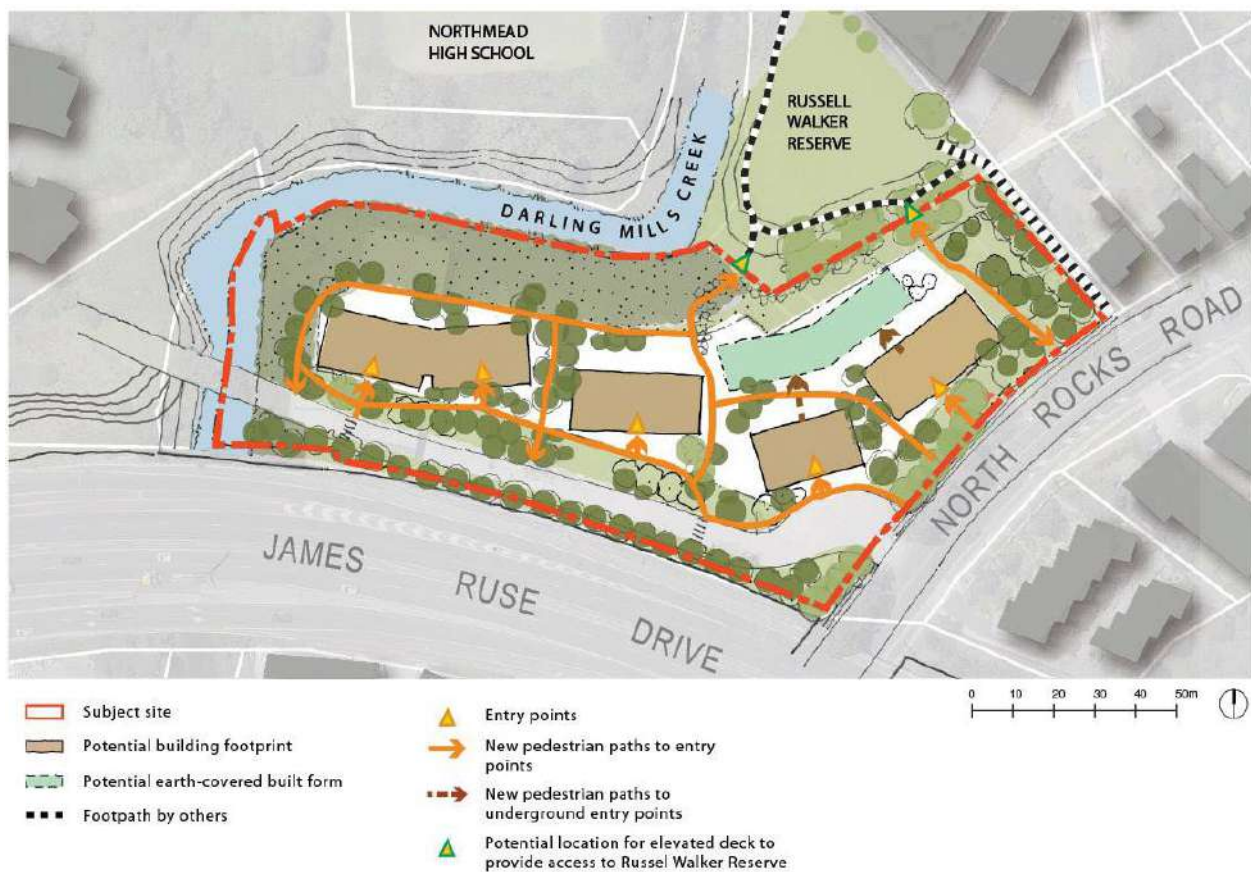 NORTHMEAD
HIGH SCHOOL
RUSSELL
WALKER
RESERVE
DARLING MILLS CREEK
NORTH ROCKS ROAD
JAMES RUSE DRIVE
Subject site
Potential building footprint
Potential earth-covered built form
Footpath by others
Entry points
New pedestrian paths to entry
points
New pedestrian paths to
underground entry points
Potential location for elevated deck to
provide access to Russel Walker Reserve
0 10 20 30 40 50m